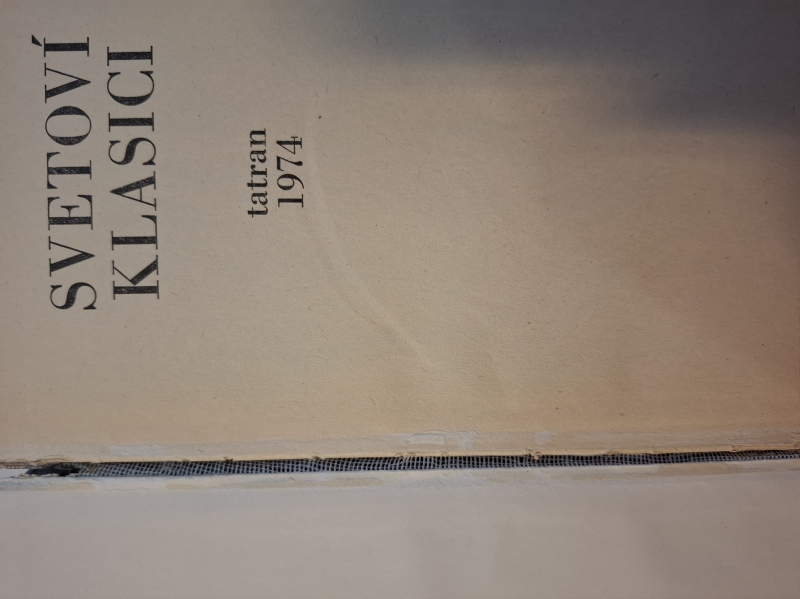 SVETOVÍ
KLASICI
tatran
1974